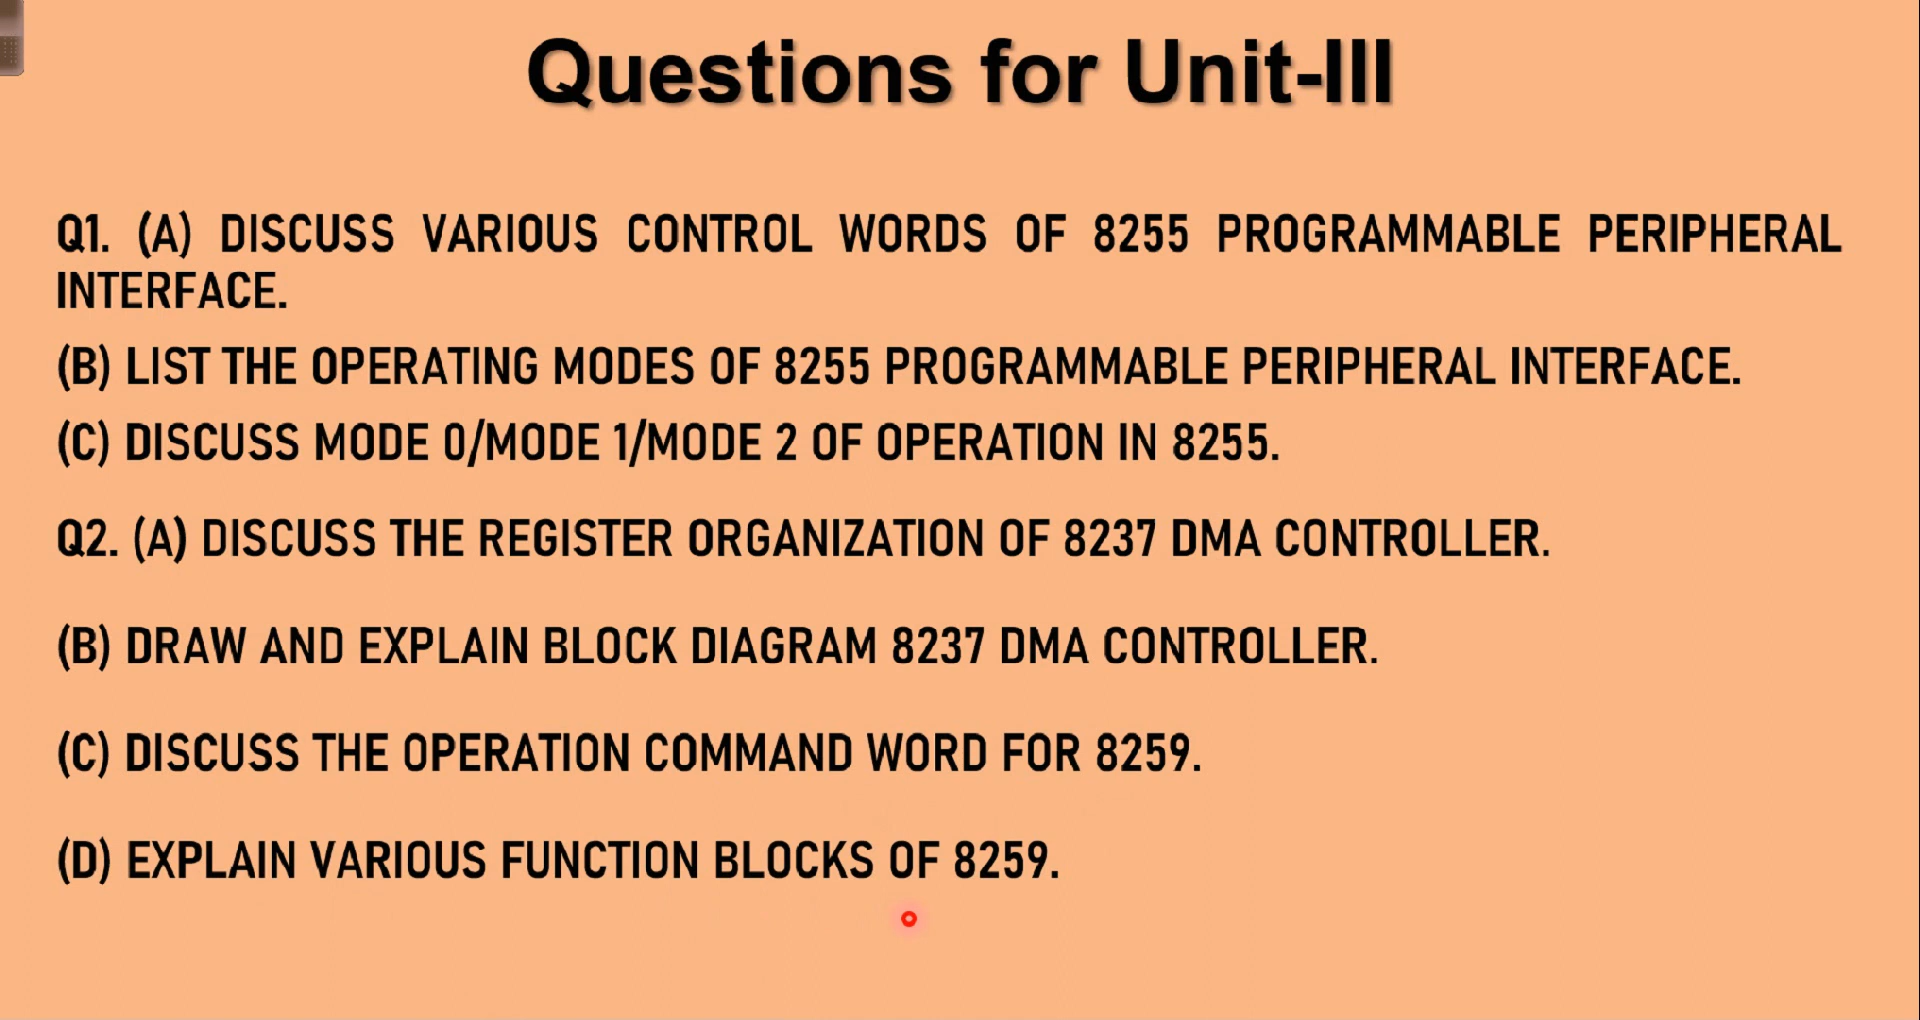 Questions for Unit-III
Q1. (A) DISCUSS VARIOUS CONTROL WORDS OF 8255 PROGRAMMABLE PERIPHERAL
INTERFACE.
(B) LIST THE OPERATING MODES OF 8255 PROGRAMMABLE PERIPHERAL INTERFACE.
(C) DISCUSS MODE 0/MODE 1/MODE 2 OF OPERATION IN 8255.
Q2. (A) DISCUSS THE REGISTER ORGANIZATION OF 8237 DMA CONTROLLER.
(B) DRAW AND EXPLAIN BLOCK DIAGRAM 8237 DMA CONTROLLER.
(C) DISCUSS THE OPERATION COMMAND WORD FOR 8259.
(D) EXPLAIN VARIOUS FUNCTION BLOCKS OF 8259.